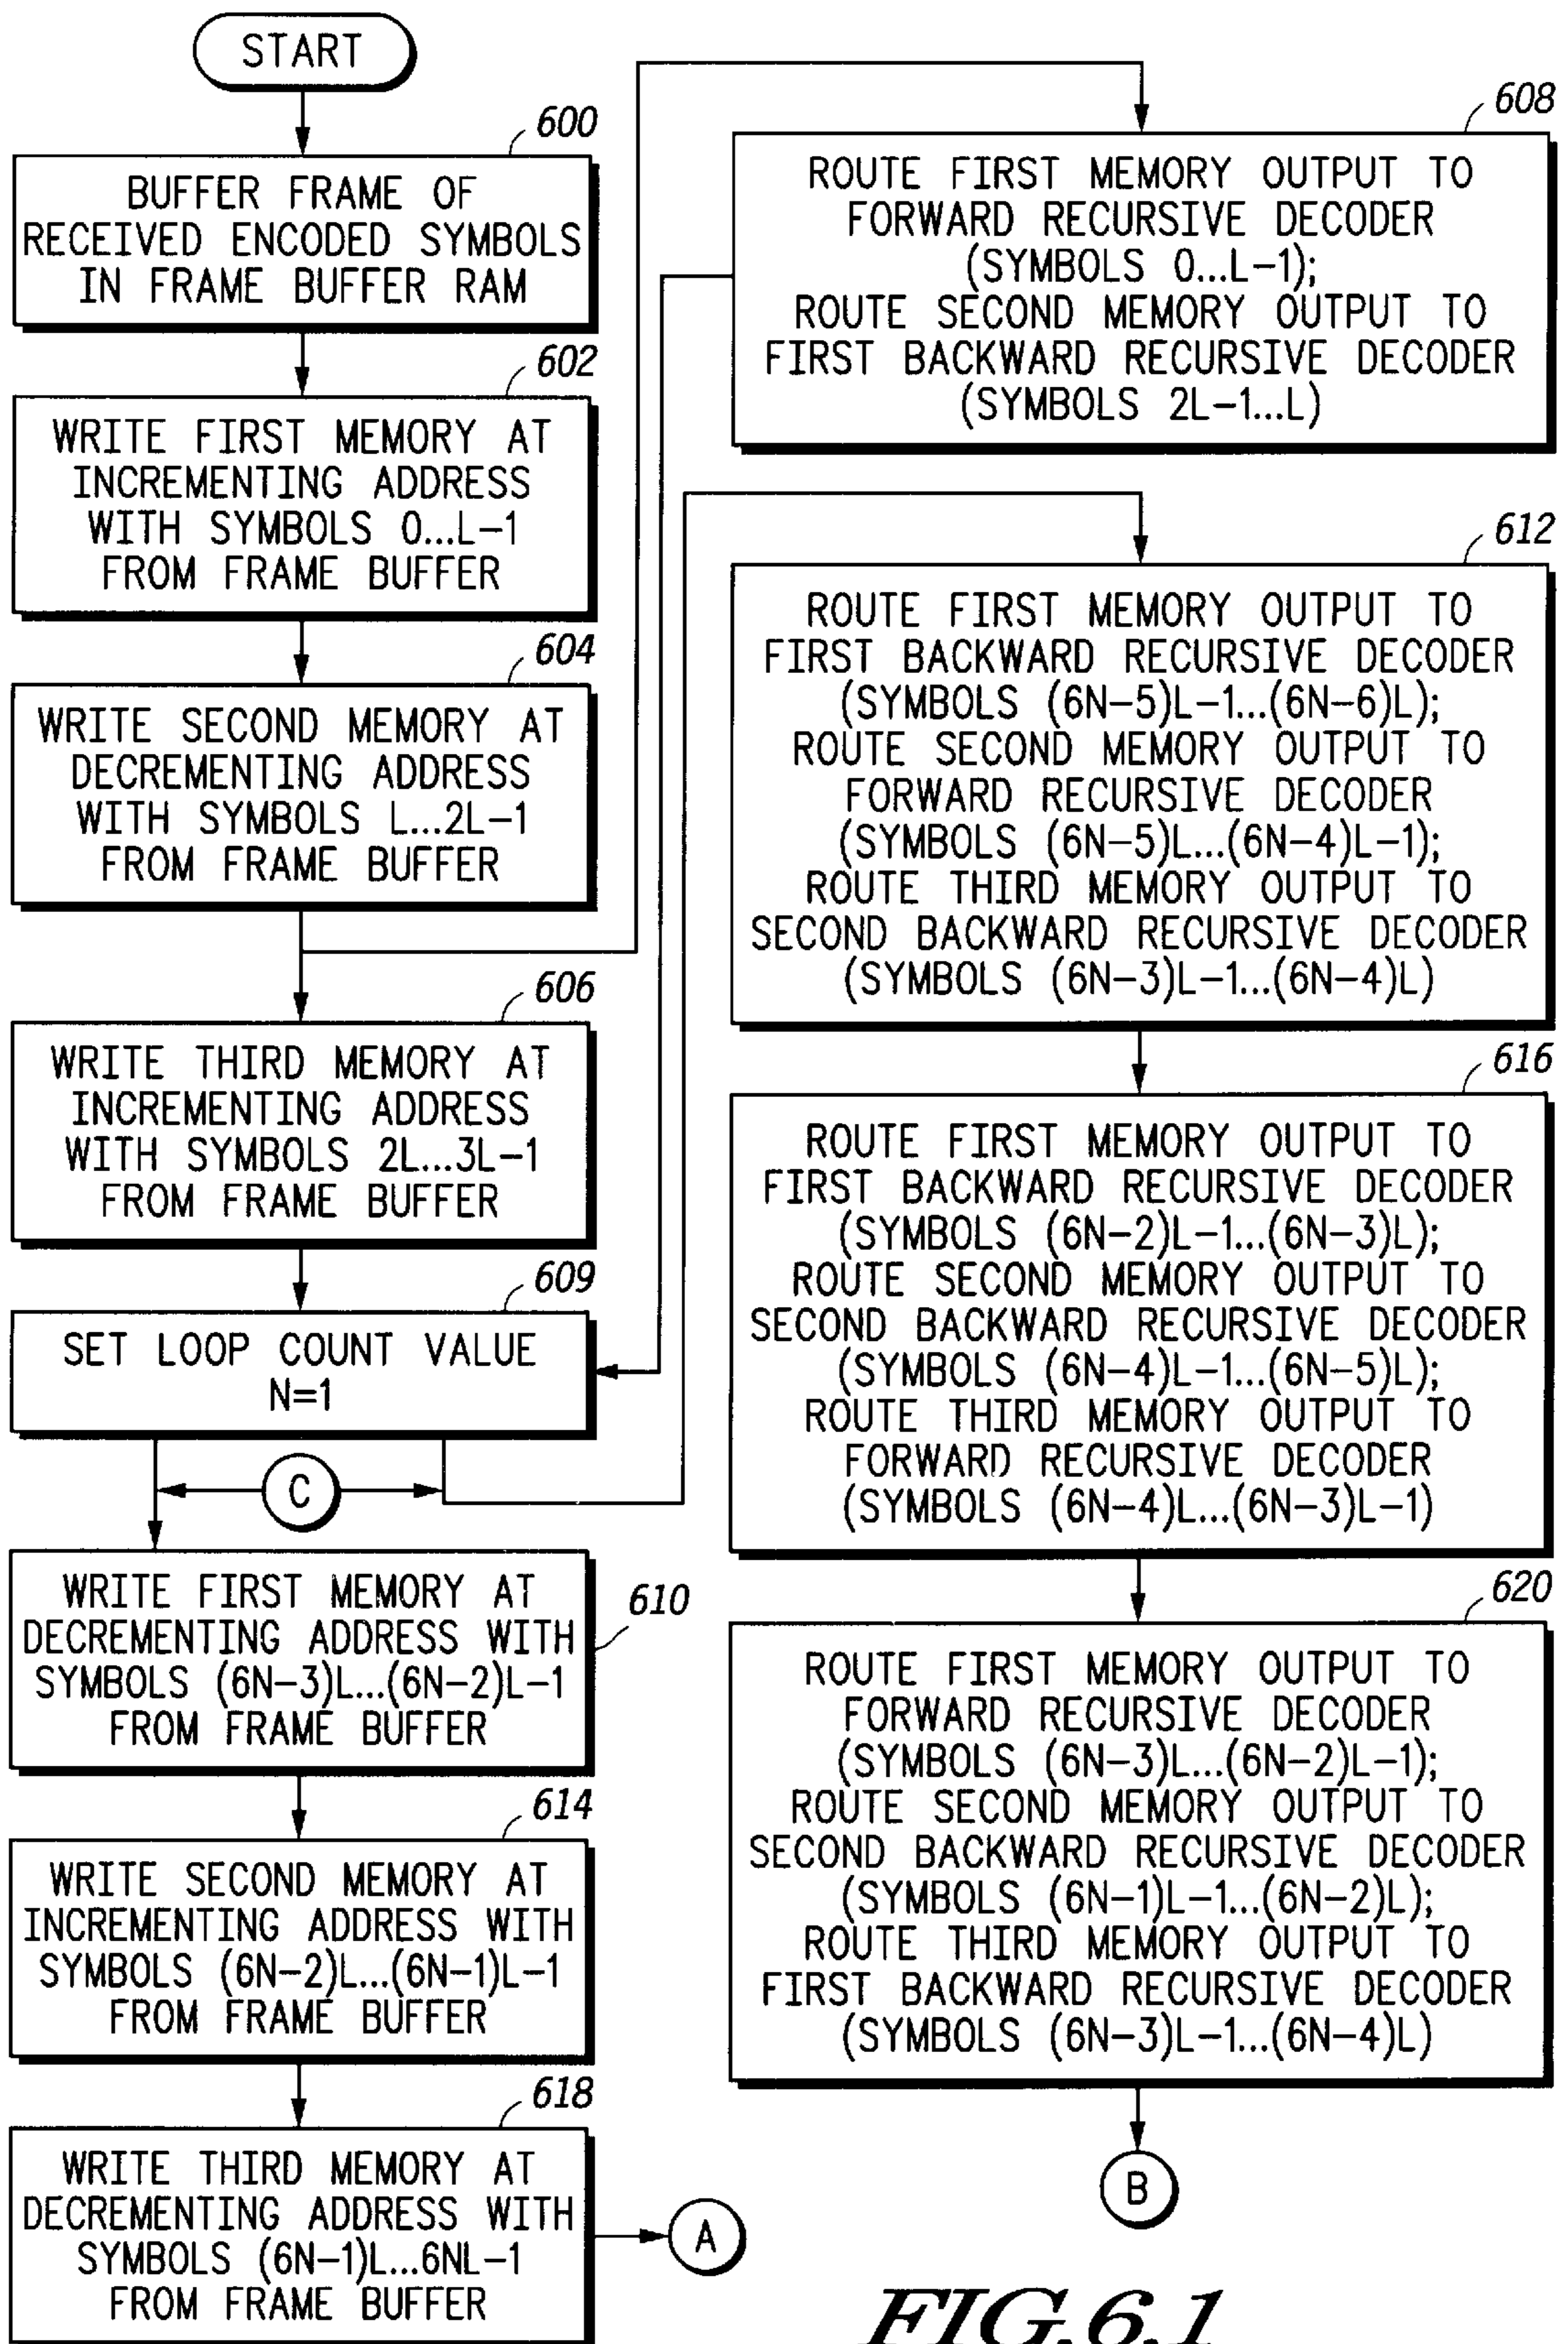 START
600
BUFFER FRAME OF
RECEIVED ENCODED SYMBOLS
IN FRAME BUFFER RAM
602
WRITE FIRST MEMORY AT
INCREMENTING ADDRESS
WITH SYMBOLS 0...L-1
FROM FRAME BUFFER
604
WRITE SECOND MEMORY AT
DECREMENTING ADDRESS
WITH SYMBOLS L...2L-1
FROM FRAME BUFFER
606
WRITE THIRD MEMORY AT
INCREMENTING ADDRESS
WITH SYMBOLS 2L...3L-1
FROM FRAME BUFFER
609
SET LOOP COUNT VALUE
N=1
C
610
WRITE FIRST MEMORY AT
DECREMENTING ADDRESS WITH
SYMBOLS (6N-3)L...(6N-2)L-1
FROM FRAME BUFFER
614
WRITE SECOND MEMORY AT
INCREMENTING ADDRESS WITH
SYMBOLS (6N-2)L...(6N-1)L-1
FROM FRAME BUFFER
618
WRITE THIRD MEMORY AT
DECREMENTING ADDRESS WITH
SYMBOLS (6N-1)L...6NL-1
FROM FRAME BUFFER
A
608
ROUTE FIRST MEMORY OUTPUT TO
FORWARD RECURSIVE DECODER
(SYMBOLS 0...L-1);
ROUTE SECOND MEMORY OUTPUT TO
FIRST BACKWARD RECURSIVE DECODER
(SYMBOLS 2L-1...L)
612
ROUTE FIRST MEMORY OUTPUT TO
FIRST BACKWARD RECURSIVE DECODER
(SYMBOLS (6N-5)L-1...(6N-6)L);
ROUTE SECOND MEMORY OUTPUT TO
FORWARD RECURSIVE DECODER
(SYMBOLS (6N-5)L...(6N-4)L-1);
ROUTE THIRD MEMORY OUTPUT TO
SECOND BACKWARD RECURSIVE DECODER
(SYMBOLS (6N-3)L-1...(6N-4)L)
616
ROUTE FIRST MEMORY OUTPUT TO
FIRST BACKWARD RECURSIVE DECODER
(SYMBOLS (6N-2)L-1...(6N-3)L);
ROUTE SECOND MEMORY OUTPUT TO
SECOND BACKWARD RECURSIVE DECODER
(SYMBOLS (6N-4)L-1...(6N-5)L);
ROUTE THIRD MEMORY OUTPUT TO
FORWARD RECURSIVE DECODER
(SYMBOLS (6N-4)L...(6N-3)L-1)
620
ROUTE FIRST MEMORY OUTPUT TO
FORWARD RECURSIVE DECODER
(SYMBOLS (6N-3)L...(6N-2)L-1);
ROUTE SECOND MEMORY OUTPUT TO
SECOND BACKWARD RECURSIVE DECODER
(SYMBOLS (6N-1)L-1...(6N-2)L);
ROUTE THIRD MEMORY OUTPUT TO
FIRST BACKWARD RECURSIVE DECODER
(SYMBOLS (6N-3)L-1...(6N-4)L)
B
FIG.6.1